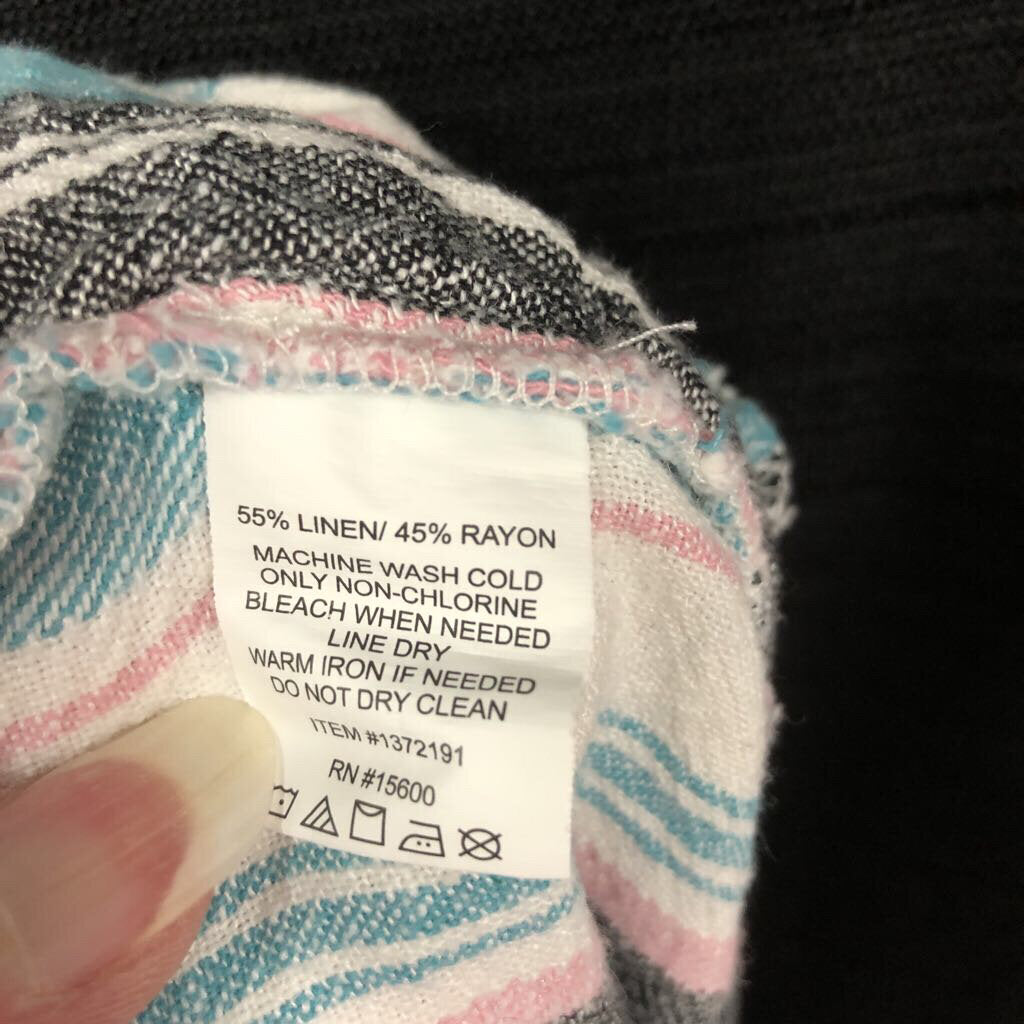 55% LINEN/ 45% RAYON
MACHINE WASH COLD
ONLY NON-CHLORINE
BLEACH WHEN NEEDED
LINE DRY
WARM IRON IF NEEDED
DO NOT DRY CLEAN
ITEM #1372191
RN #15600